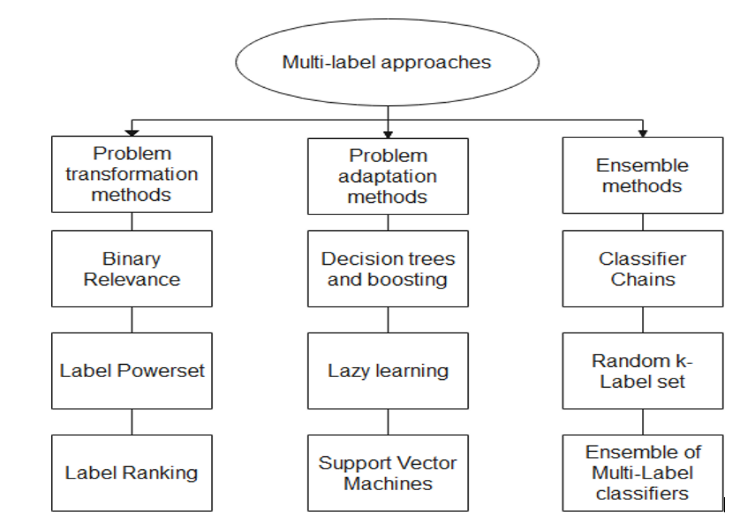 Multi-label approaches
Problem
transformation
methods
Problem
adaptation
methods
Ensemble
methods
Binary
Relevance
Decision trees
and boosting
Classifier
Chains
Label Powerset
Lazy learning
Random k-
Label set
Label Ranking
Support Vector
Machines
Ensemble of
Multi-Label
classifiers